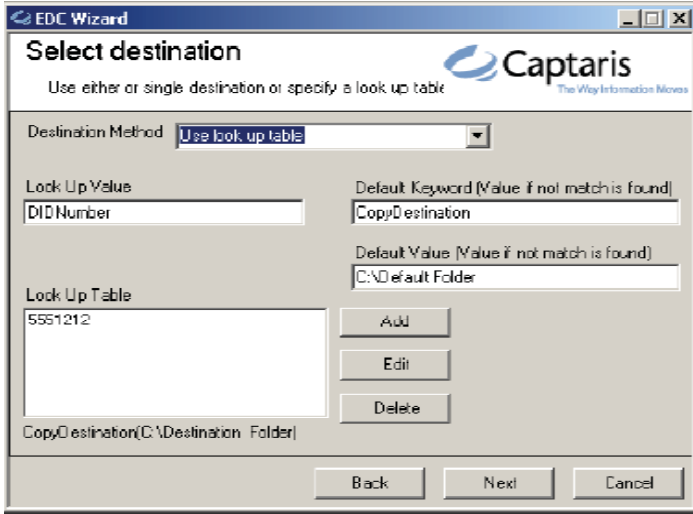 EDC Wizard
Select destination
Use either or single destination or specify a look up table
Captaris
The Way Information Moves
Destination Method
Use look up table
Look Up Value
DIDNumber
Default Keyword (Value if not match is found)
CopyDestination
Default Value (Value if not match is found)
C:\Default Folder
Look Up Table
5551212
Add
Edit
Delete
CopyDestination(C:\Destination Folder)
Back
Next
Cancel